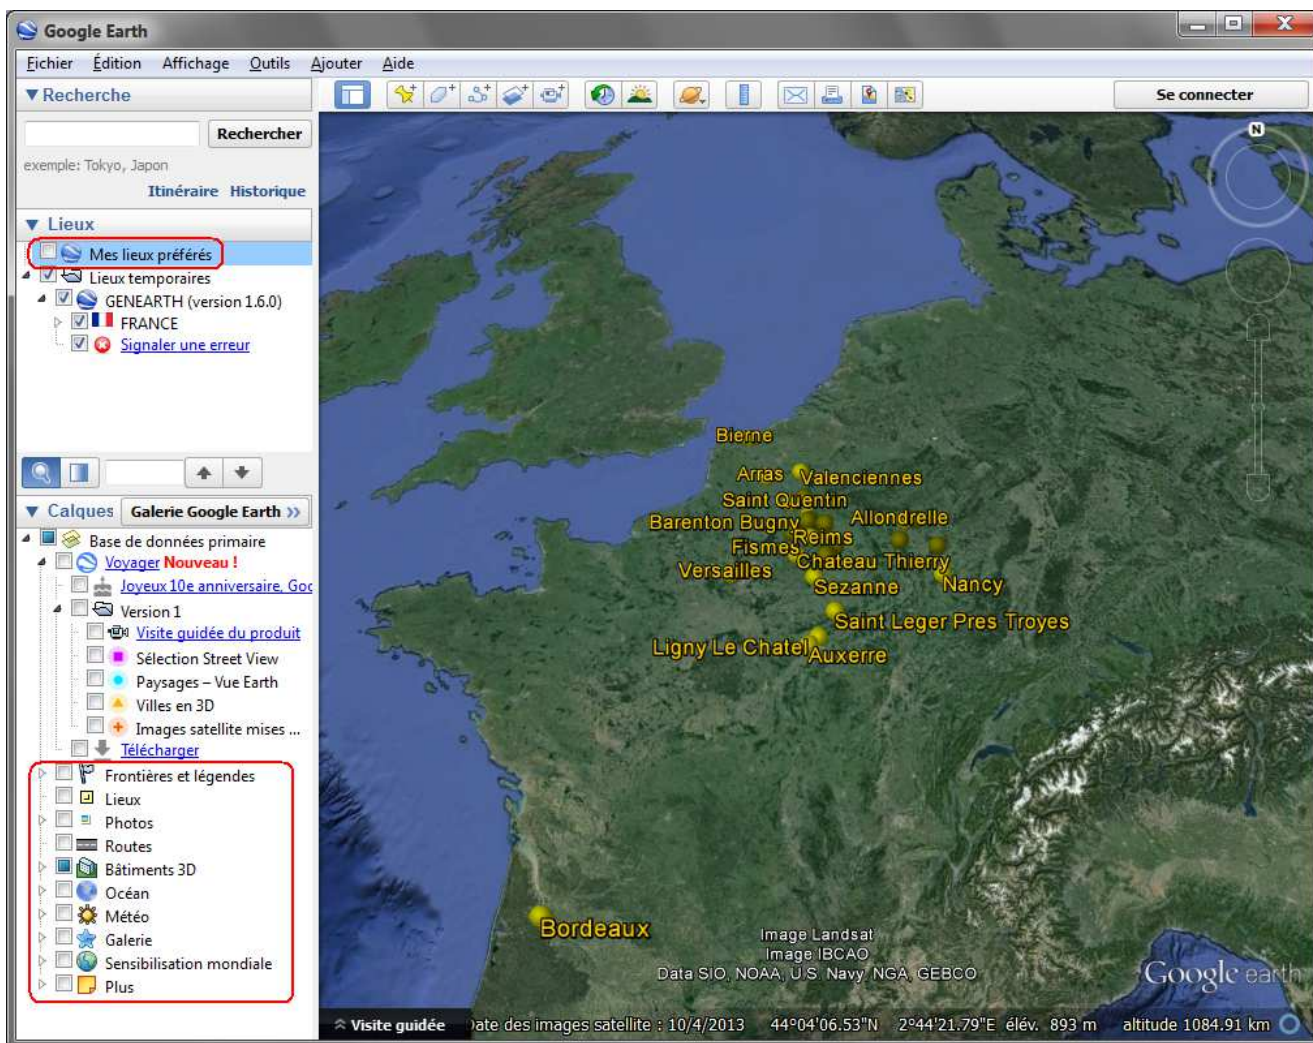 Google Earth
Fichier Édition Affichage Outils Ajouter Aide
Recherche
Se connecter
Rechercher
exemple: Tokyo, Japon
Itinéraire Historique
Lieux
Mes lieux préférés
Lieux temporaires
GENEARTH (version 1.6.0)
FRANCE
Signaler une erreur
Calques Galerie Google Earth >>
Base de données primaire
Voyager Nouveau !
Joyeux 10e anniversaire, Goo
Version 1
Visite guidée du produit
Sélection Street View
Paysages – Vue Earth
Villes en 3D
Images satellite mises ...
Télécharger
Frontières et légendes
Lieux
Photos
Routes
Bâtiments 3D
Océan
Météo
Galerie
Sensibilisation mondiale
Plus
N
Bierne
Arras Valenciennes
Saint Quentin
Barenton Bugny Allondrelle
Reims
Fismes
Chateau Thierry
Versailles
Sezanne Nancy
Saint Leger Pres Troyes
Ligny Le Chatel Auxerre
Bordeaux
Image Landsat
Image IBCAO
Data SIO, NOAA, U.S. Navy, NGA, GEBCO
Google earth
Visite guidée Date des images satellite : 10/4/2013 44°04'06.53"N 2°44'21.79"E élév. 893 m altitude 1084.91 km